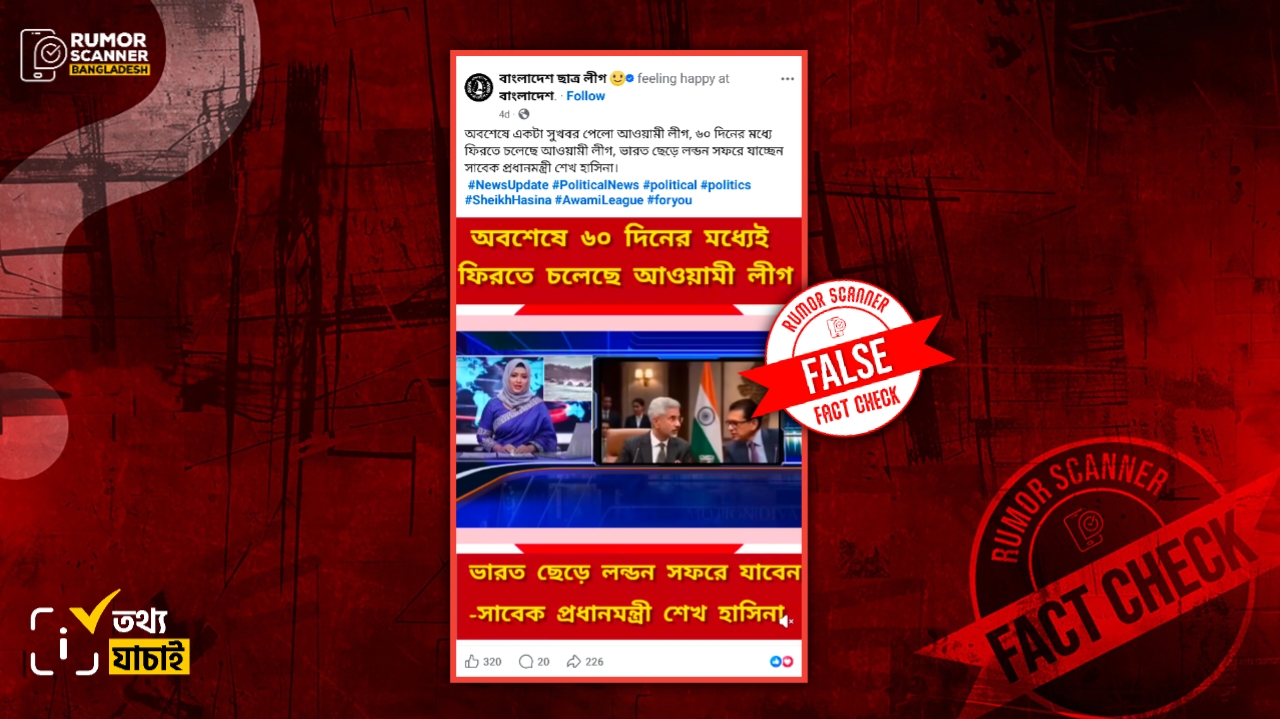 RUMOR
SCANNER
BANGLADESH
বাংলাদেশ ছাত্র লীগ feeling happy at
বাংলাদেশ. · Follow
4d ·
অবশেষে একটা সুখবর পেলো আওয়ামী লীগ, ৬০ দিনের মধ্যে
ফিরতে চলেছে আওয়ামী লীগ, ভারত ছেড়ে লন্ডন সফরে যাচ্ছেন
সাবেক প্রধানমন্ত্রী শেখ হাসিনা।
#NewsUpdate #PoliticalNews #political #politics
#SheikhHasina #AwamiLeague #foryou
অবশেষে ৬০ দিনের মধ্যেই
ফিরতে চলেছে আওয়ামী লীগ
RUMOR SCANNER
FALSE
FACT CHECK
ভারত ছেড়ে লন্ডন সফরে যাবেন
-সাবেক প্রধানমন্ত্রী শেখ হাসিনা
320 20 226
RUMOR SCANNER
FACT CHECK
তথ্য
যাচাই